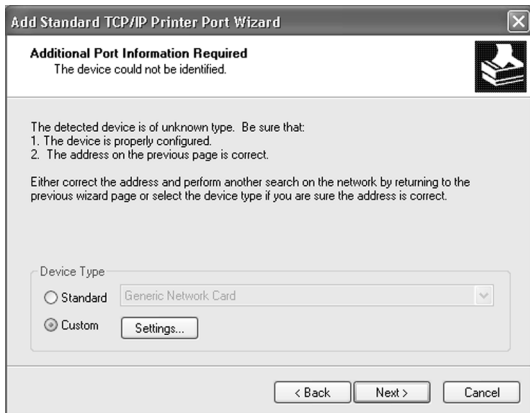 Add Standard TCP/IP Printer Port Wizard
Additional Port Information Required
The device could not be identified.
The detected device is of unknown type.  Be sure that:
1. The device is properly configured.
2.  The address on the previous page is correct.
Either correct the address and perform another search on the network by returning to the
previous wizard page or select the device type if you are sure the address is correct.
Device Type
Standard Generic Network Card
Custom Settings...
< Back Next > Cancel